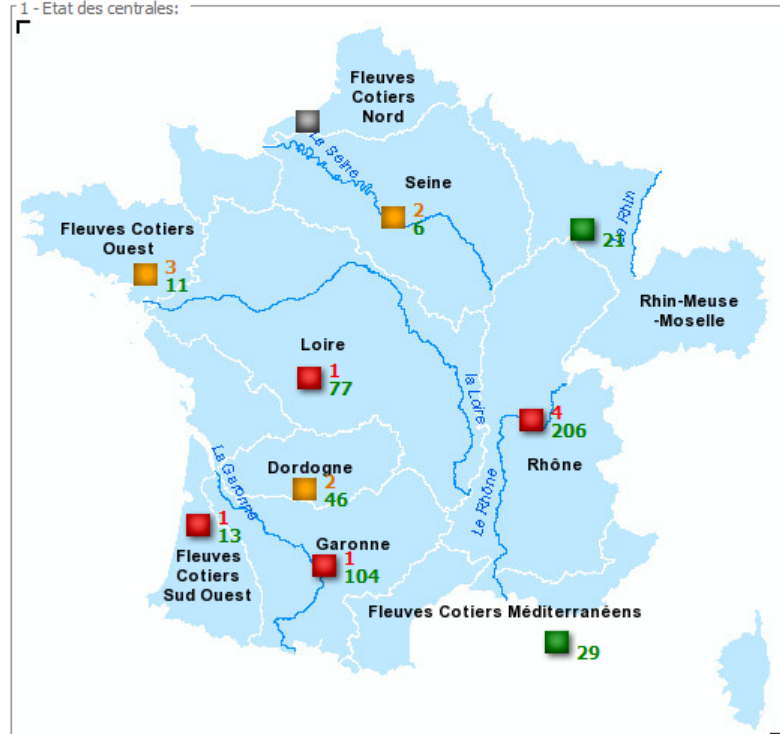 1 - Etat des centrales:
Fleuves
Cotiers
Nord
La Seine
Seine
2
6
Le Rhin
21
Fleuves Cotiers
Ouest
3
11
Rhin-Meuse
-Moselle
Loire
1
77
la Loire
4
206
Rhône
Le Rhône
La Garonne
Dordogne
2
46
1
13
Fleuves
Cotiers
Sud Ouest
Garonne
1
104
Fleuves Cotiers Méditerranéens
29